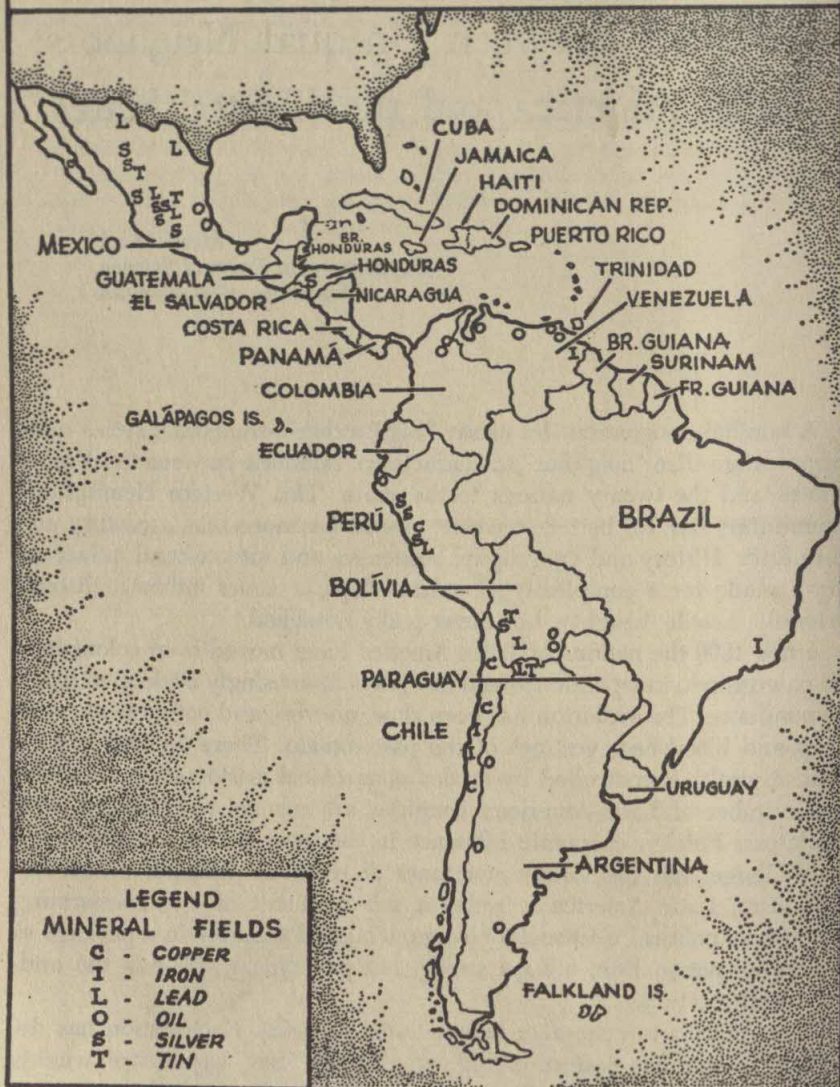 L
L
S
S T
S
L
S S T
S L
S
O
O
O
O
MEXICO
CUBA
JAMAICA
HAITI
DOMINICAN REP.
PUERTO RICO
BR.
HONDURAS
HONDURAS
GUATEMALA
S
EL SALVADOR
NICARAGUA
COSTA RICA
PANAMÁ
TRINIDAD
VENEZUELA
O
O
O
O
O
O
I
BR. GUIANA
SURINAM
FR. GUIANA
COLOMBIA
GALÁPAGOS IS.
ECUADOR
O
PERÚ
S
S
C
S
L
BRAZIL
BOLÍVIA
T
S
L
O
O
C
L T
I
PARAGUAY
C
CHILE
I
I
O
C
URUGUAY
O
ARGENTINA
O
FALKLAND IS.
LEGEND
MINERAL FIELDS
C - COPPER
I - IRON
L - LEAD
O - OIL
S - SILVER
T - TIN